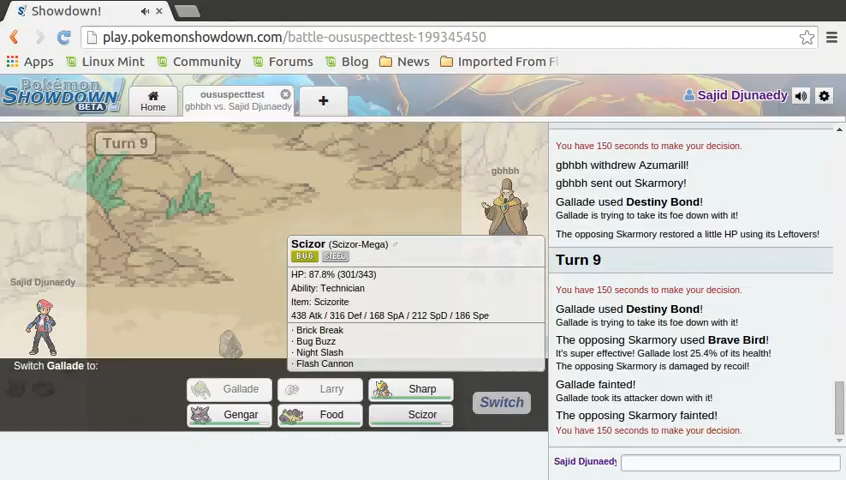 Showdown!
play.pokemonshowdown.com/battle-oususpecttest-199345450
Apps Linux Mint Community Forums Blog News Imported From Fi
Pokémon
SHOWDOWN!
BETA
Home
oususpecttest
gbhbh vs. Sajid Djunaedy
+
Sajid Djunaedy
Turn 9
gbhbh
Sajid Djunaedy
Scizor (Scizor-Mega) ♂
BUG STEEL
HP: 87.8% (301/343)
Ability: Technician
Item: Scizorite
438 Atk / 316 Def / 168 SpA / 212 SpD / 186 Spe
· Brick Break
· Bug Buzz
· Night Slash
· Flash Cannon
Switch Gallade to:
Gallade Larry Sharp
Gengar Food Scizor
Switch
You have 150 seconds to make your decision.
gbhbh withdrew Azumarill!
gbhbh sent out Skarmory!
Gallade used Destiny Bond!
Gallade is trying to take its foe down with it!
The opposing Skarmory restored a little HP using its Leftovers!
Turn 9
You have 150 seconds to make your decision.
Gallade used Destiny Bond!
Gallade is trying to take its foe down with it!
The opposing Skarmory used Brave Bird!
It's super effective! Gallade lost 25.4% of its health!
The opposing Skarmory is damaged by recoil!
Gallade fainted!
Gallade took its attacker down with it!
The opposing Skarmory fainted!
You have 150 seconds to make your decision.
Sajid Djunaedy